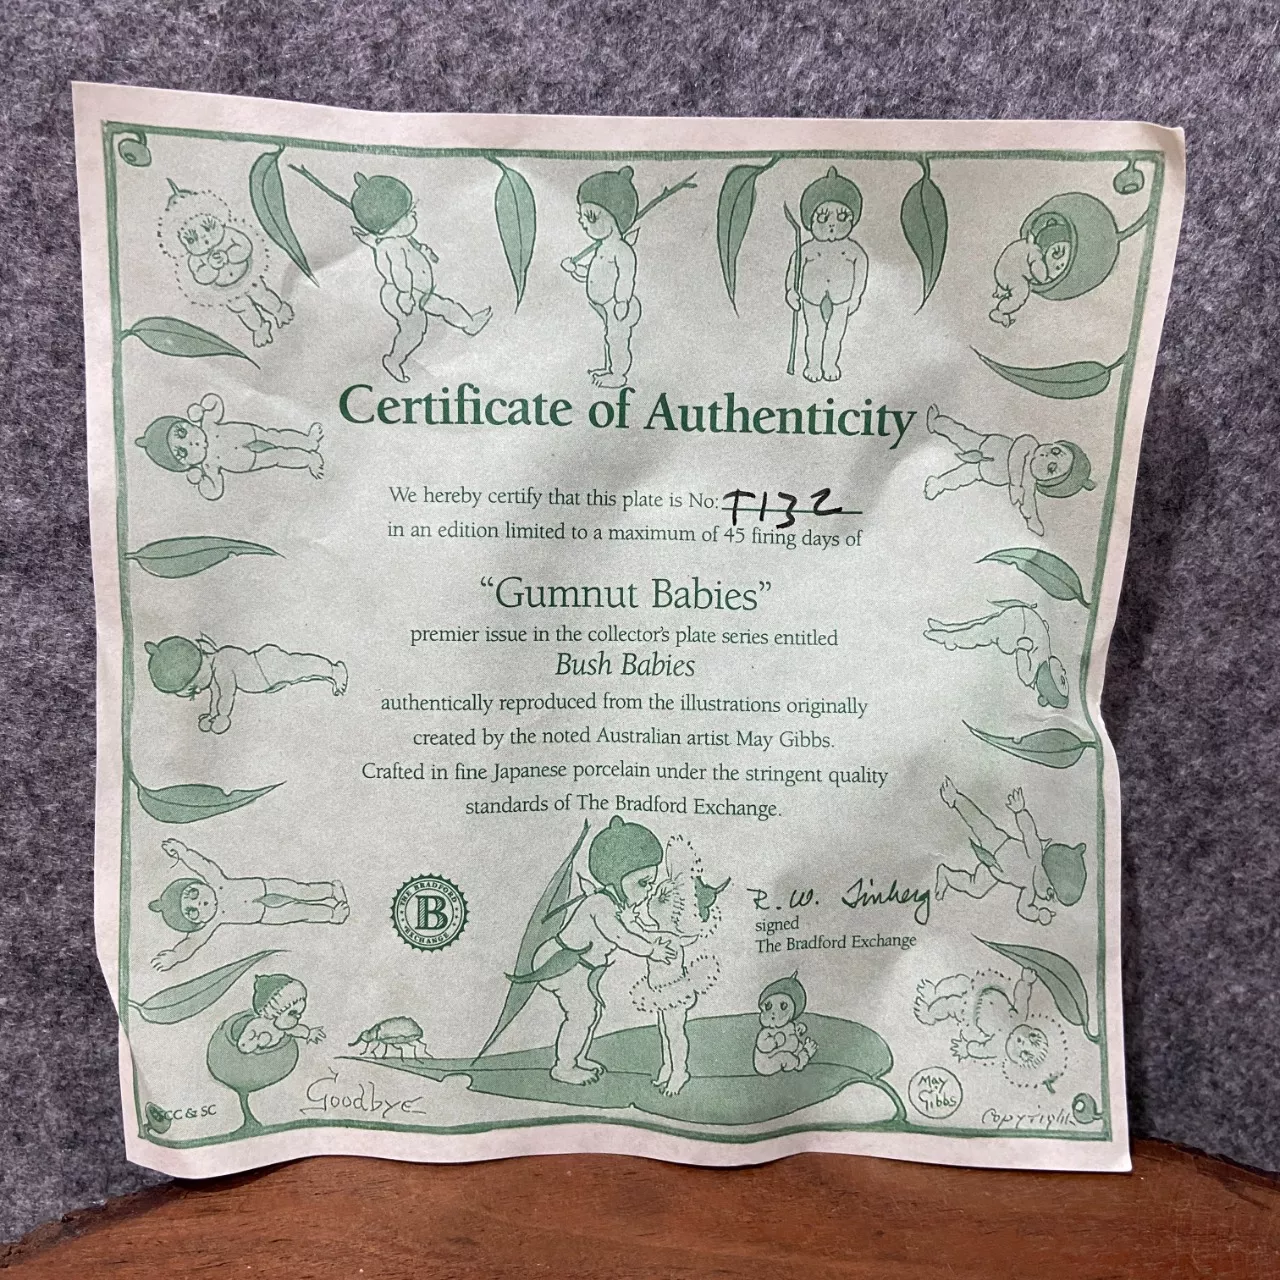 Certificate of Authenticity
We hereby certify that this plate is No: T132
in an edition limited to a maximum of 45 firing days of
“Gumnut Babies”
premier issue in the collector's plate series entitled
Bush Babies
authentically reproduced from the illustrations originally
created by the noted Australian artist May Gibbs.
Crafted in fine Japanese porcelain under the stringent quality
standards of The Bradford Exchange.
THE BRADFORD
B
EXCHANGE
R. W. Tinberg
signed
The Bradford Exchange
SCC & SC
Goodbye
May
Gibbs
Copyright